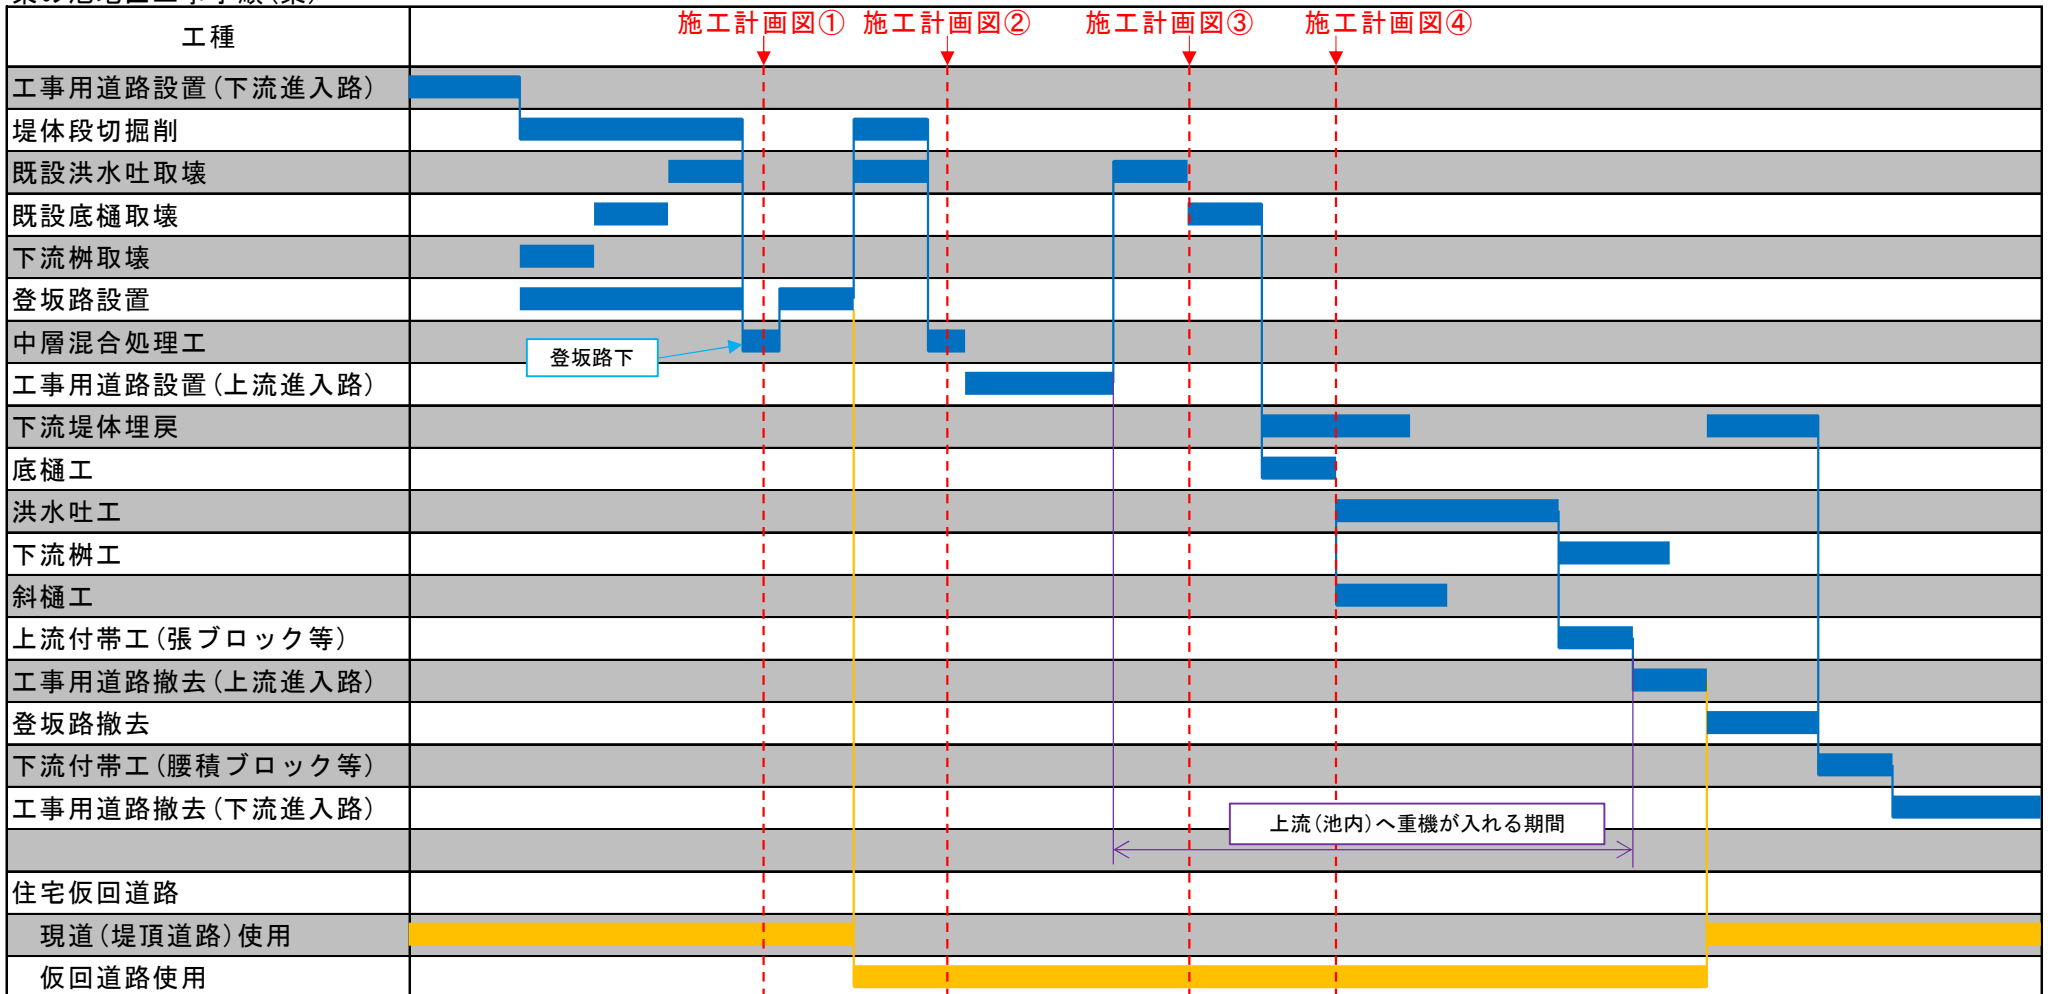 施工計画図① 施工計画図② 施工計画図③ 施工計画図④
工種
工事用道路設置(下流進入路)
堤体段切掘削
既設洪水吐取壊
既設底樋取壊
下流桝取壊
登坂路設置
中層混合処理工
登坂路下
工事用道路設置(上流進入路)
下流堤体埋戻
底樋工
洪水吐工
下流桝工
斜樋工
上流付帯工(張ブロック等)
工事用道路撤去(上流進入路)
登坂路撤去
下流付帯工(腰積ブロック等)
工事用道路撤去(下流進入路)
上流(池内)へ重機が入れる期間
住宅仮回道路
現道(堤頂道路)使用
仮回道路使用